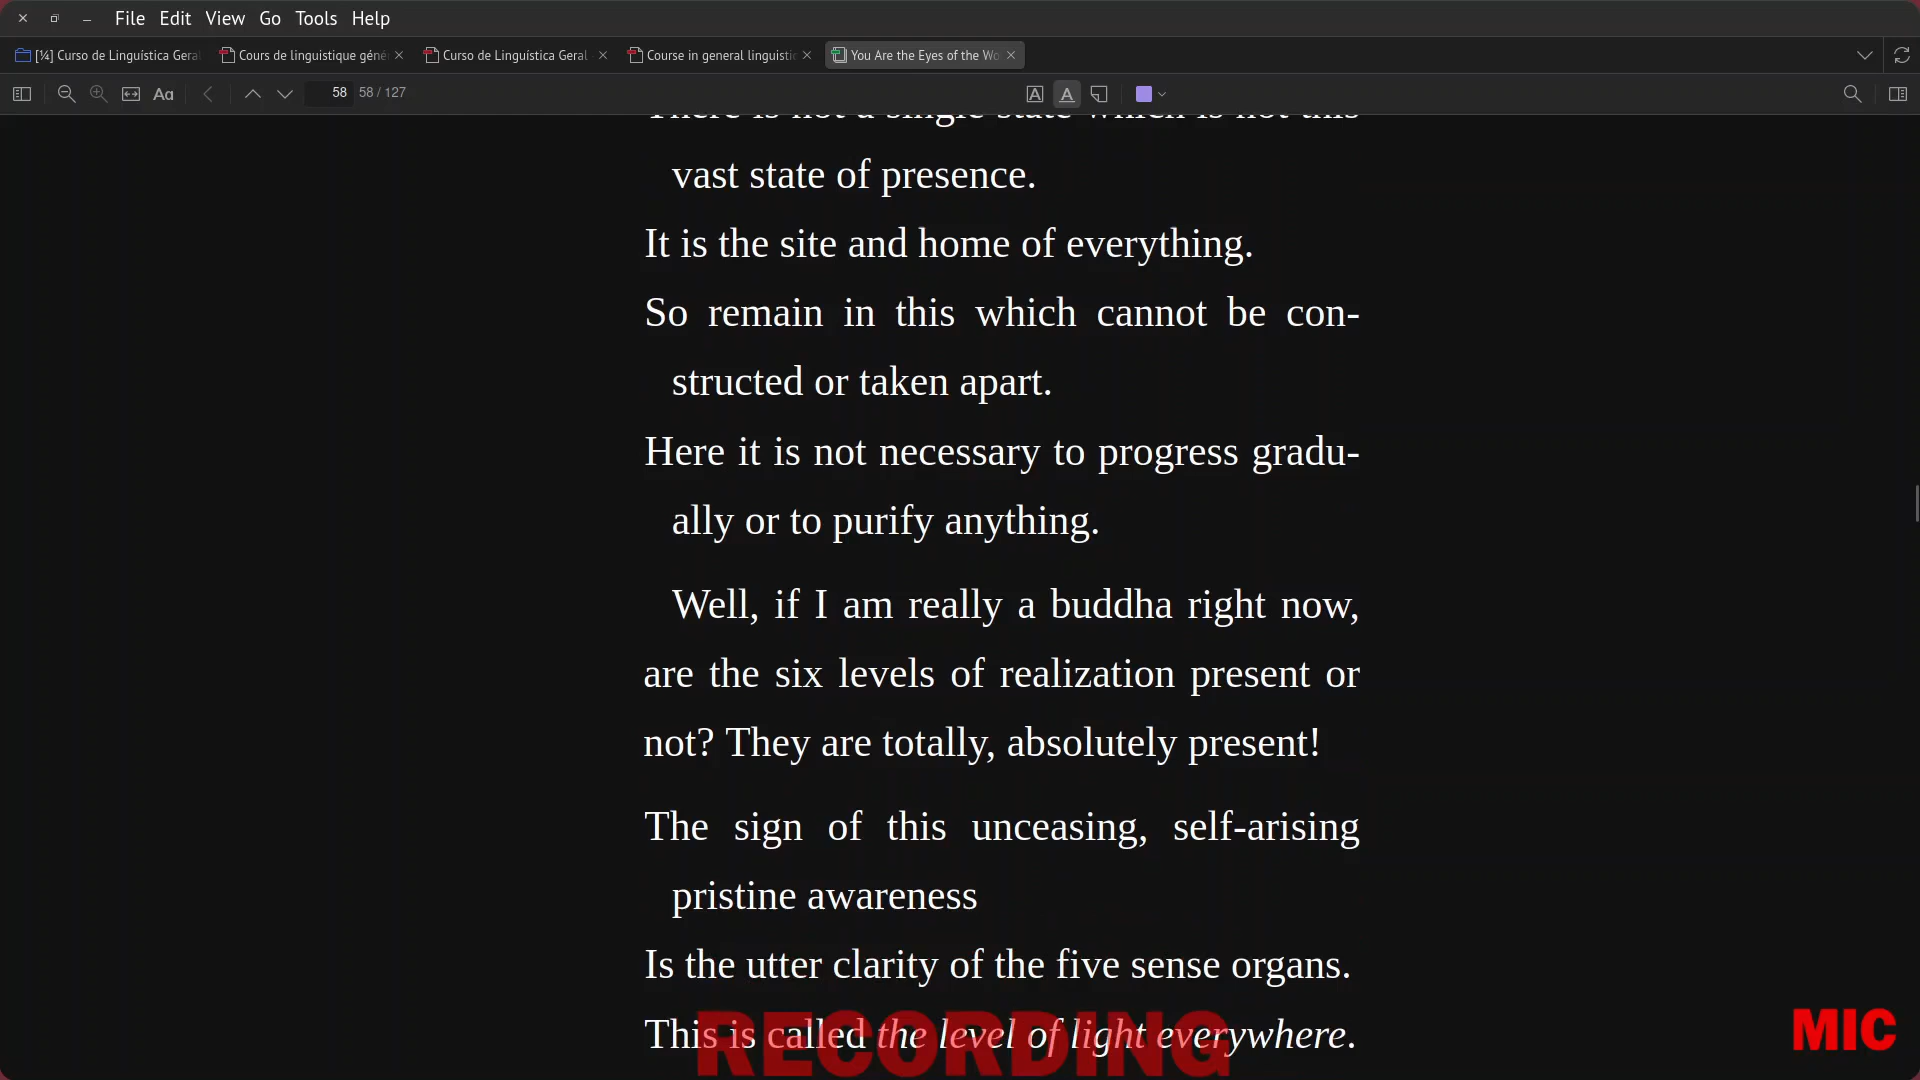 File Edit View Go Tools Help
[¼] Curso de Linguística Geral
Cours de linguistique géné
Curso de Linguística Geral
Course in general linguistic
You Are the Eyes of the Wo
Aa
58 58 / 127
A A
There is not a single state which is not this
vast state of presence.
It is the site and home of everything.
So remain in this which cannot be con-
structed or taken apart.
Here it is not necessary to progress gradu-
ally or to purify anything.
Well, if I am really a buddha right now,
are the six levels of realization present or
not? They are totally, absolutely present!
The sign of this unceasing, self-arising
pristine awareness
Is the utter clarity of the five sense organs.
This is called the level of light everywhere.
RECORDING
MIC